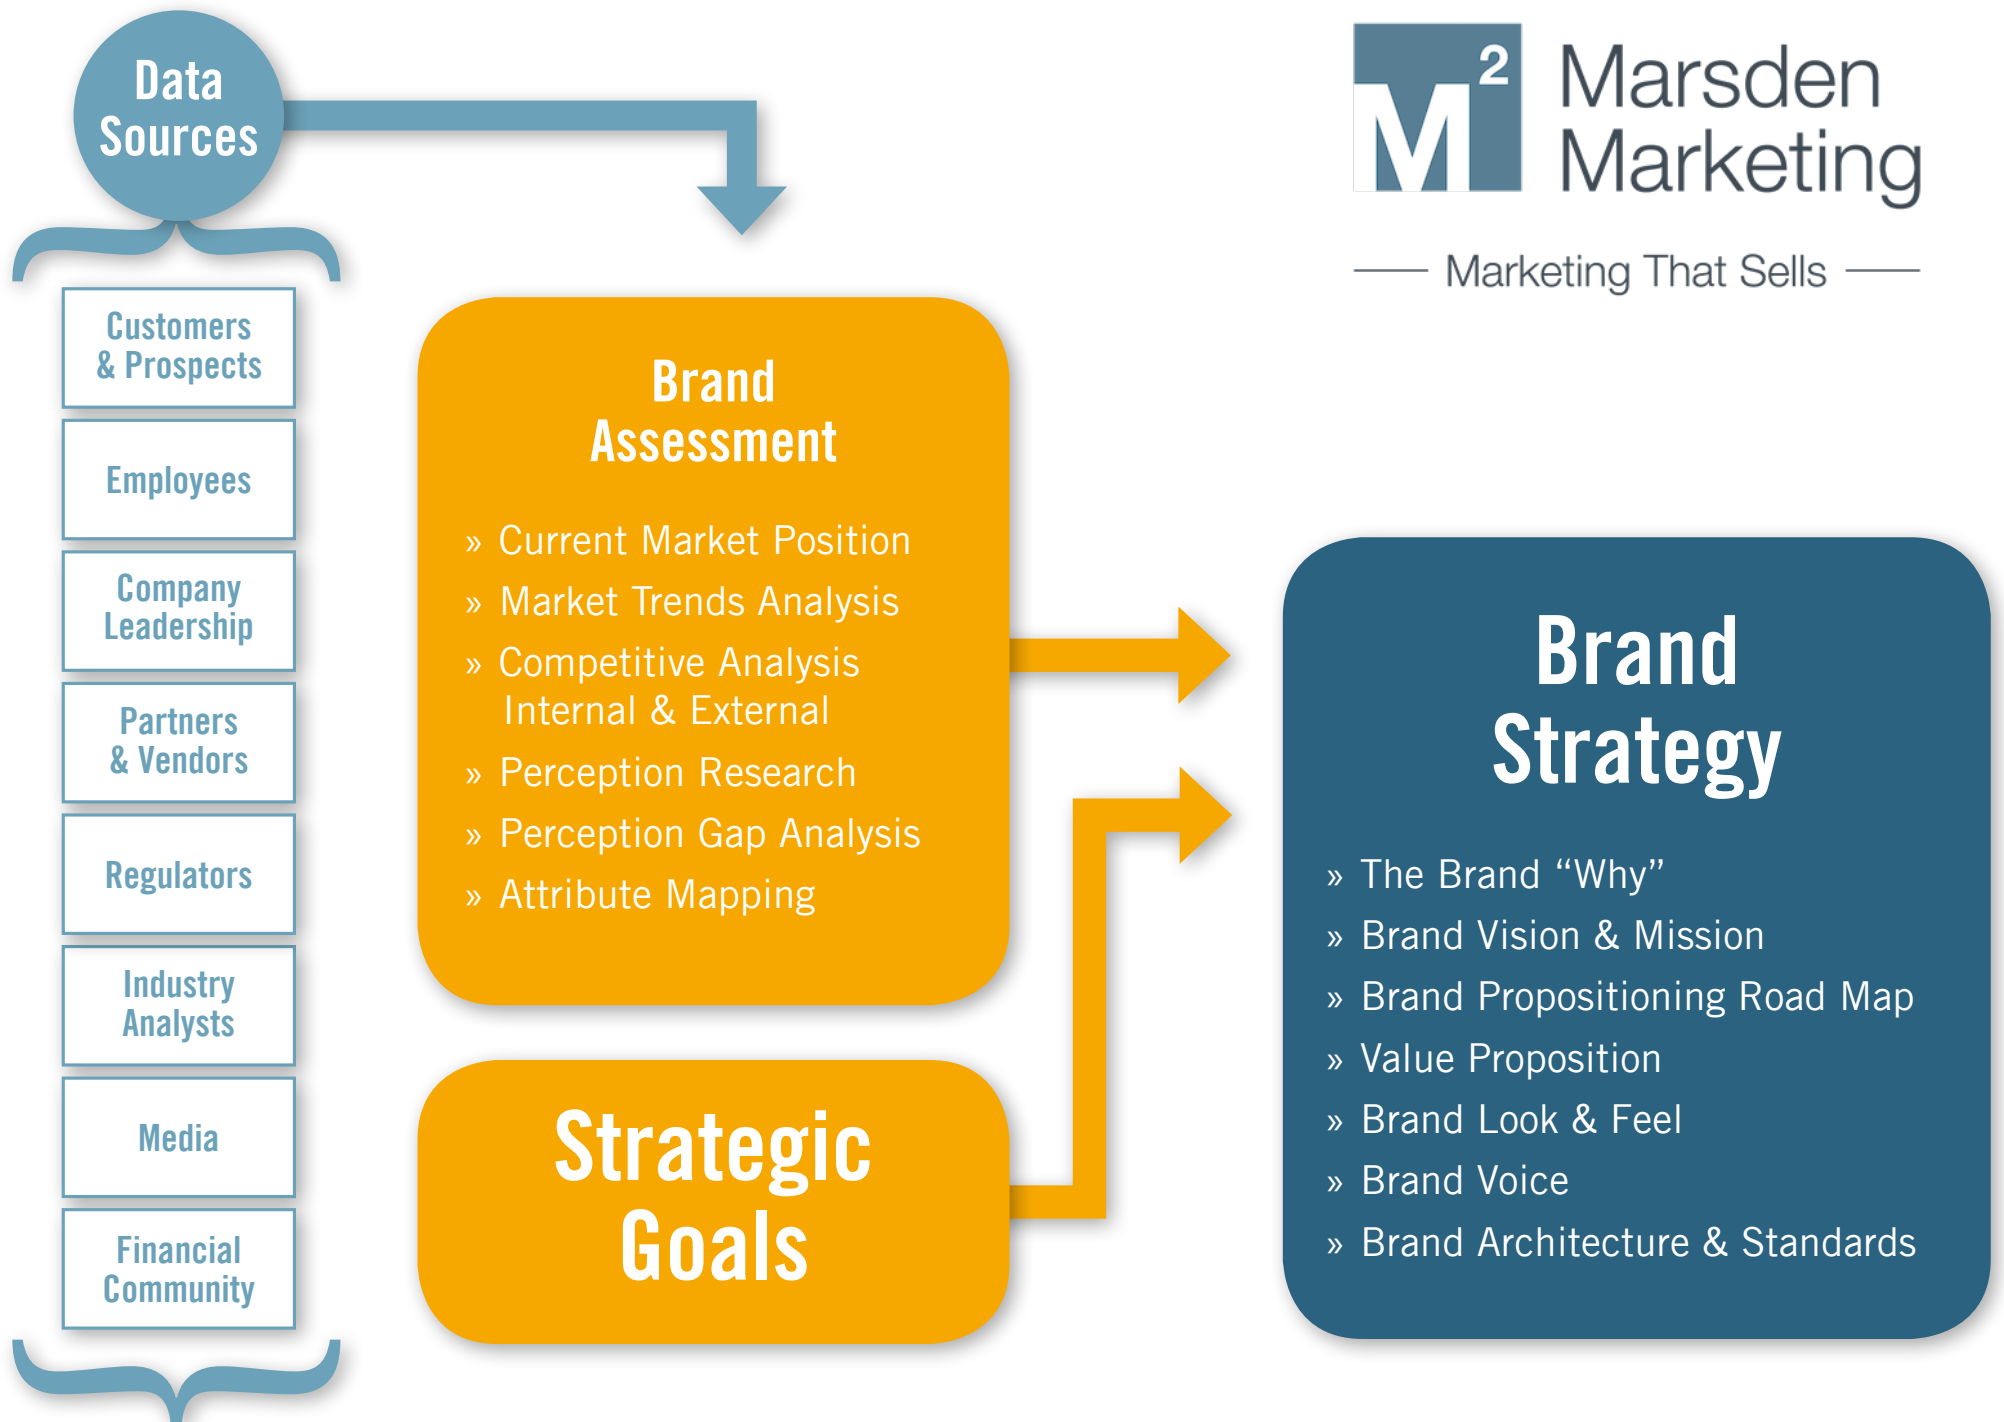 Data
Sources
Customers
& Prospects
Employees
Company
Leadership
Partners
& Vendors
Regulators
Industry
Analysts
Media
Financial
Community
Brand
Assessment
» Current Market Position
» Market Trends Analysis
» Competitive Analysis
Internal & External
» Perception Research
» Perception Gap Analysis
» Attribute Mapping
Strategic
Goals
M²
Marsden
Marketing
Marketing That Sells
Brand
Strategy
» The Brand “Why”
» Brand Vision & Mission
» Brand Propositioning Road Map
» Value Proposition
» Brand Look & Feel
» Brand Voice
» Brand Architecture & Standards